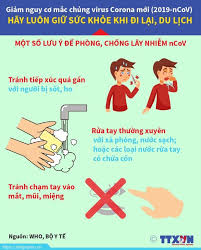 Giảm nguy cơ mắc chủng virus Corona mới (2019-nCoV)
HÃY LUÔN GIỮ SỨC KHỎE KHI ĐI LẠI, DU LỊCH
MỘT SỐ LƯU Ý ĐỂ PHÒNG, CHỐNG LÂY NHIỄM nCoV
Tránh tiếp xúc quá gần
với người bị sốt, ho
Rửa tay thường xuyên
với xà phòng, nước sạch;
hoặc các loại nước rửa tay
có chứa cồn
Tránh chạm tay vào
mắt, mũi, miệng
Nguồn: WHO, BỘ Y TẾ
TTXVN